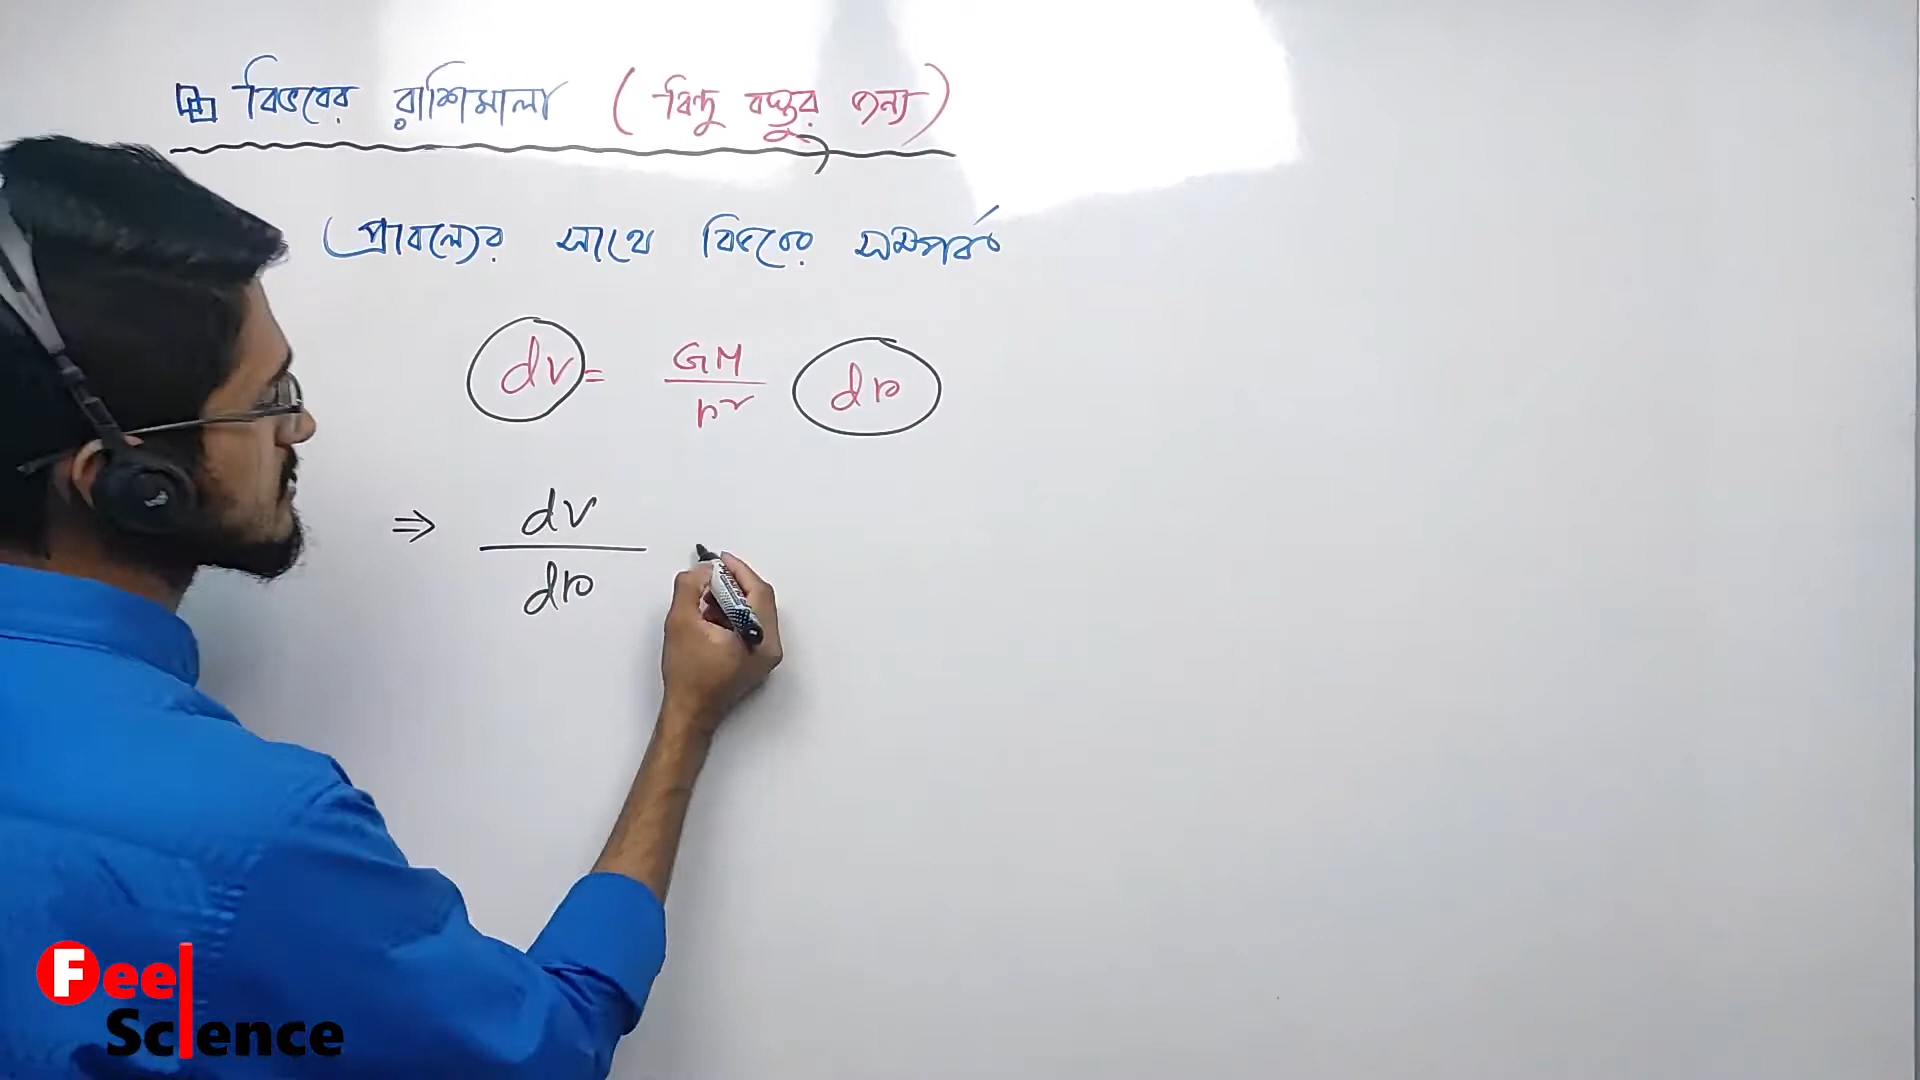 বিভবের রাশিমালা (বিন্দু বস্তুর জন্য)
প্রাবল্যের সাথে বিভবের সম্পর্ক
dv = GM/r² dr
⇒ dv/dr
Feel
Science